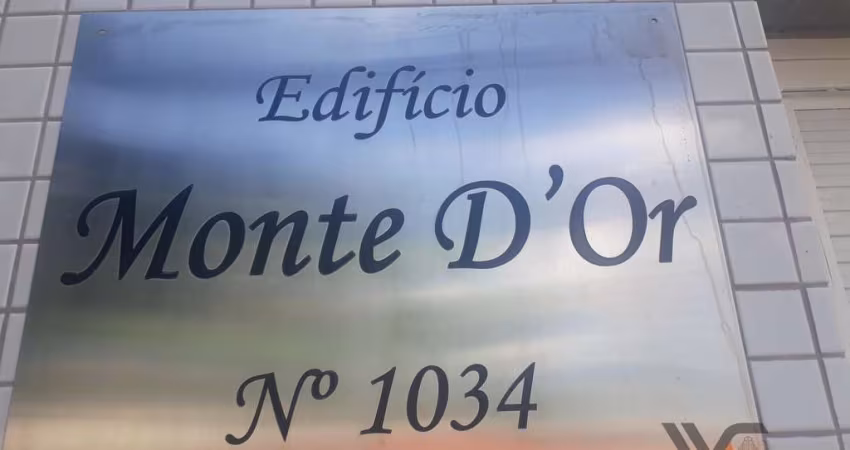 Edifício
Monte D'Or
Nº 1034